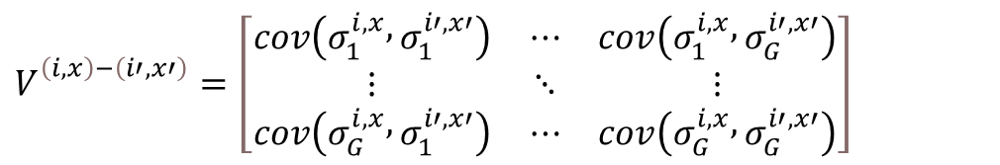 V^{(i,x)-(i′,x′)} = [cov(σ_1^{i,x}, σ_1^{i′,x′}) ⋯ cov(σ_1^{i,x}, σ_G^{i′,x′})
⋮ ⋱ ⋮
cov(σ_G^{i,x}, σ_1^{i′,x′}) ⋯ cov(σ_G^{i,x}, σ_G^{i′,x′})]